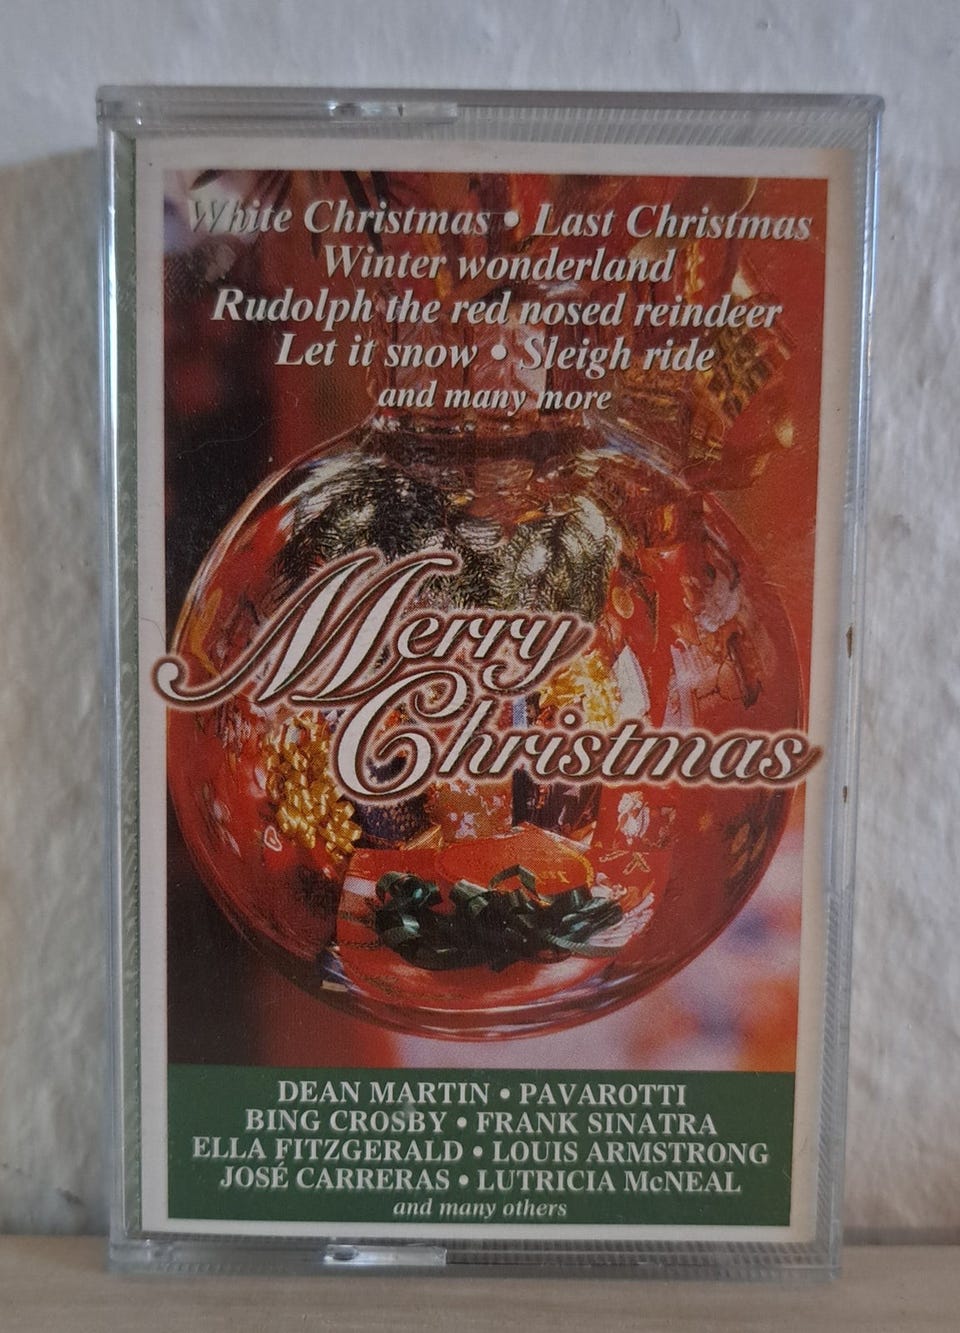 White Christmas • Last Christmas
Winter wonderland
Rudolph the red nosed reindeer
Let it snow • Sleigh ride
and many more
Merry
Christmas
DEAN MARTIN • PAVAROTTI
BING CROSBY • FRANK SINATRA
ELLA FITZGERALD • LOUIS ARMSTRONG
JOSÉ CARRERAS • LUTRICIA McNEAL
and many others